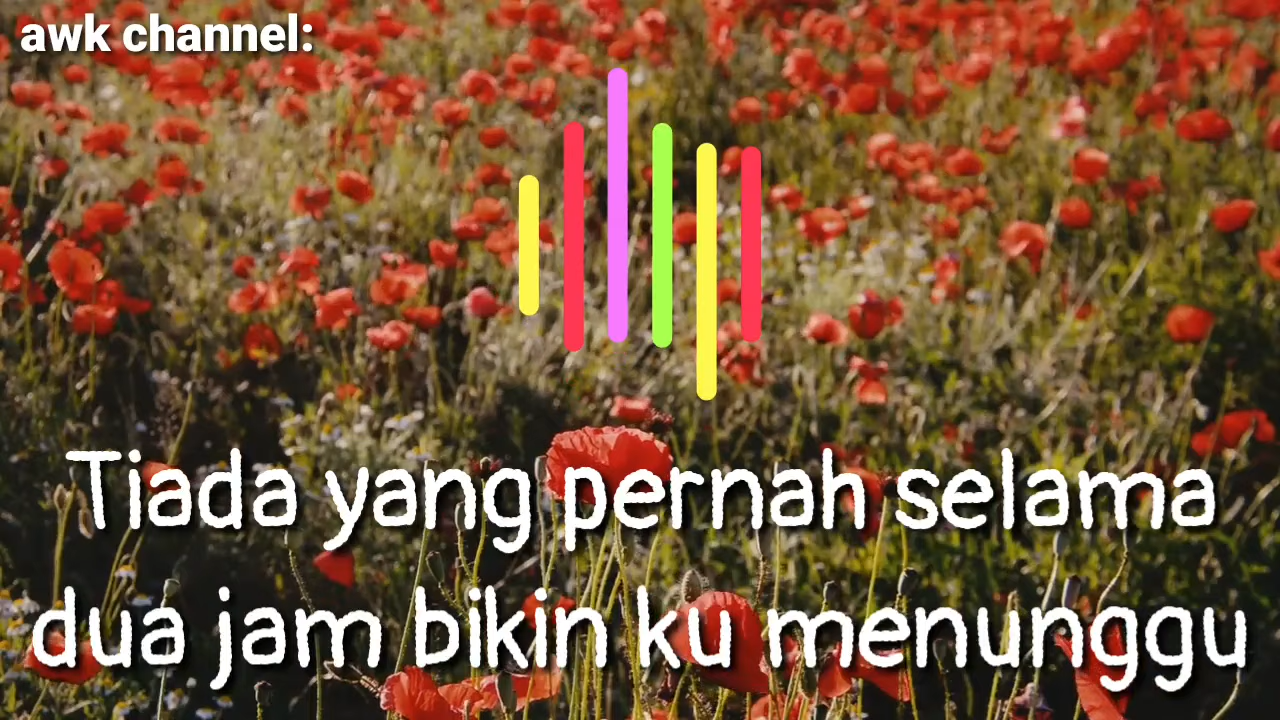 awk channel:
Tiada yang pernah selama
dua jam bikin ku menunggu